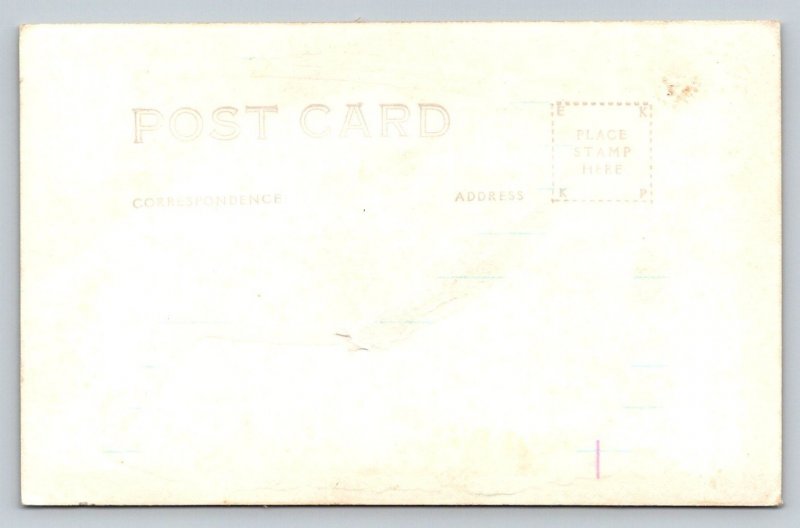 POST CARD
E K
PLACE
STAMP
HERE
K P
CORRESPONDENCE
ADDRESS